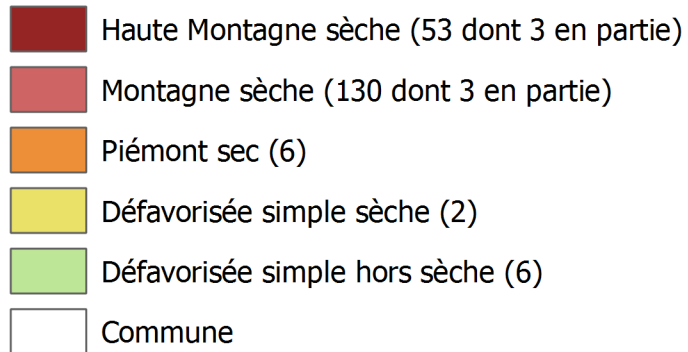 Haute Montagne sèche (53 dont 3 en partie)
Montagne sèche (130 dont 3 en partie)
Piémont sec (6)
Défavorisée simple sèche (2)
Défavorisée simple hors sèche (6)
Commune